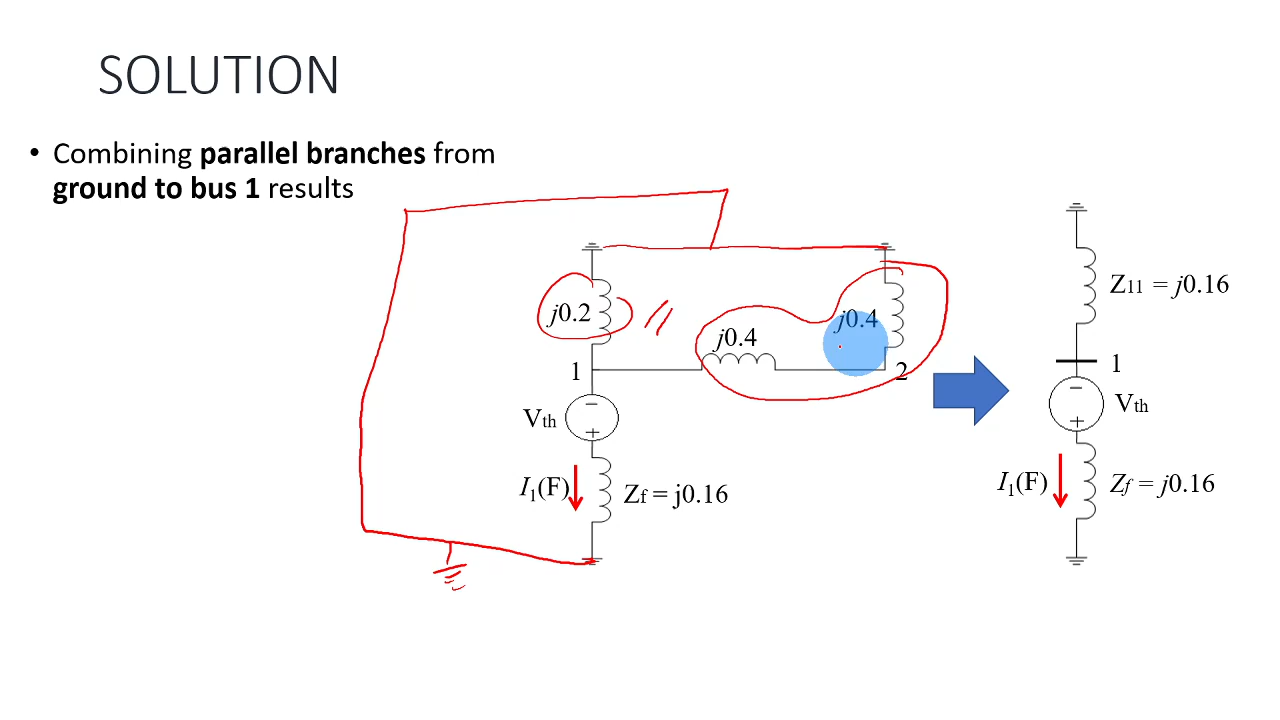 SOLUTION
• Combining parallel branches from
ground to bus 1 results
j0.2
j0.4
j0.4
1
2
Vth
I1(F)
Zf = j0.16
Z11 = j0.16
1
Vth
I1(F)
Zf = j0.16